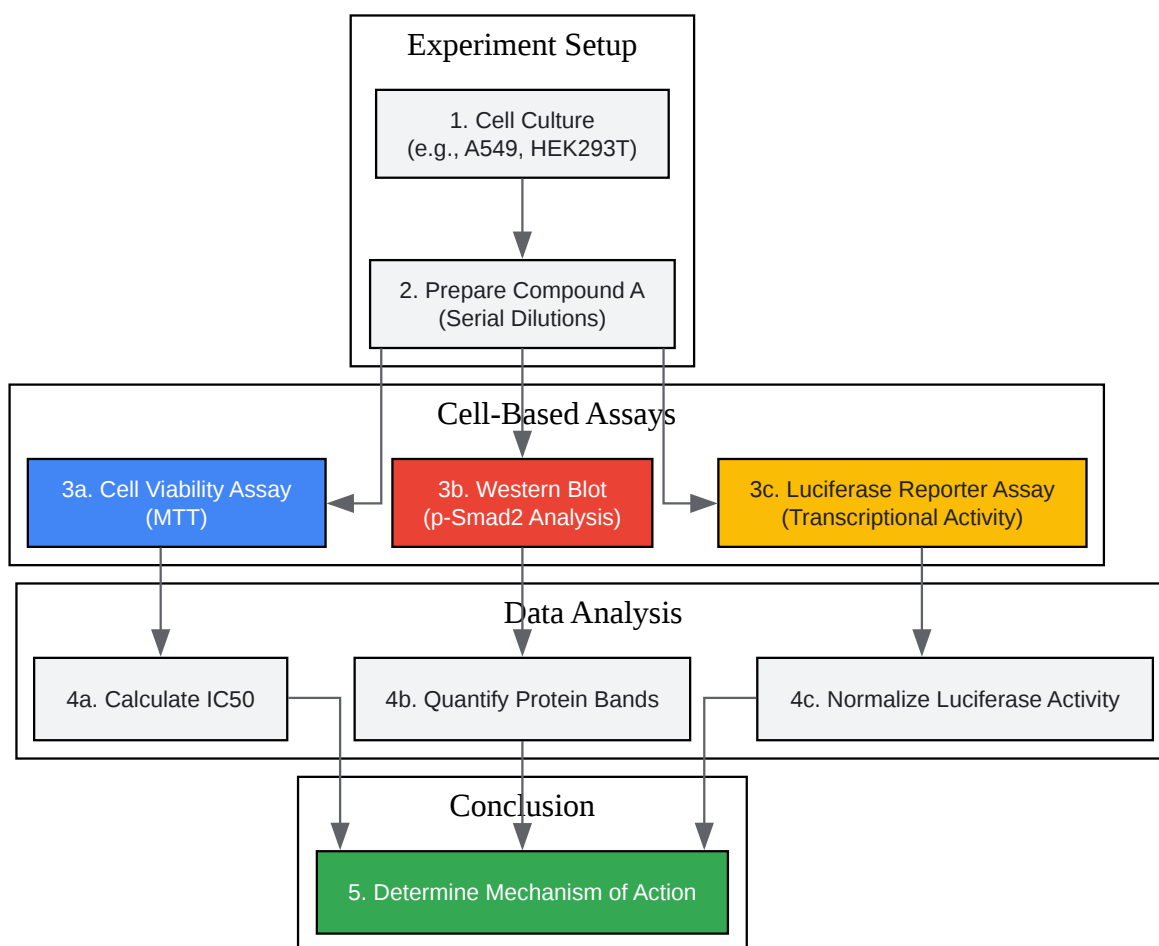 Experiment Setup
1. Cell Culture
(e.g., A549, HEK293T)
2. Prepare Compound A
(Serial Dilutions)
Cell-Based Assays
3a. Cell Viability Assay
(MTT)
3b. Western Blot
(p-Smad2 Analysis)
3c. Luciferase Reporter Assay
(Transcriptional Activity)
Data Analysis
4a. Calculate IC50
4b. Quantify Protein Bands
4c. Normalize Luciferase Activity
Conclusion
5. Determine Mechanism of Action